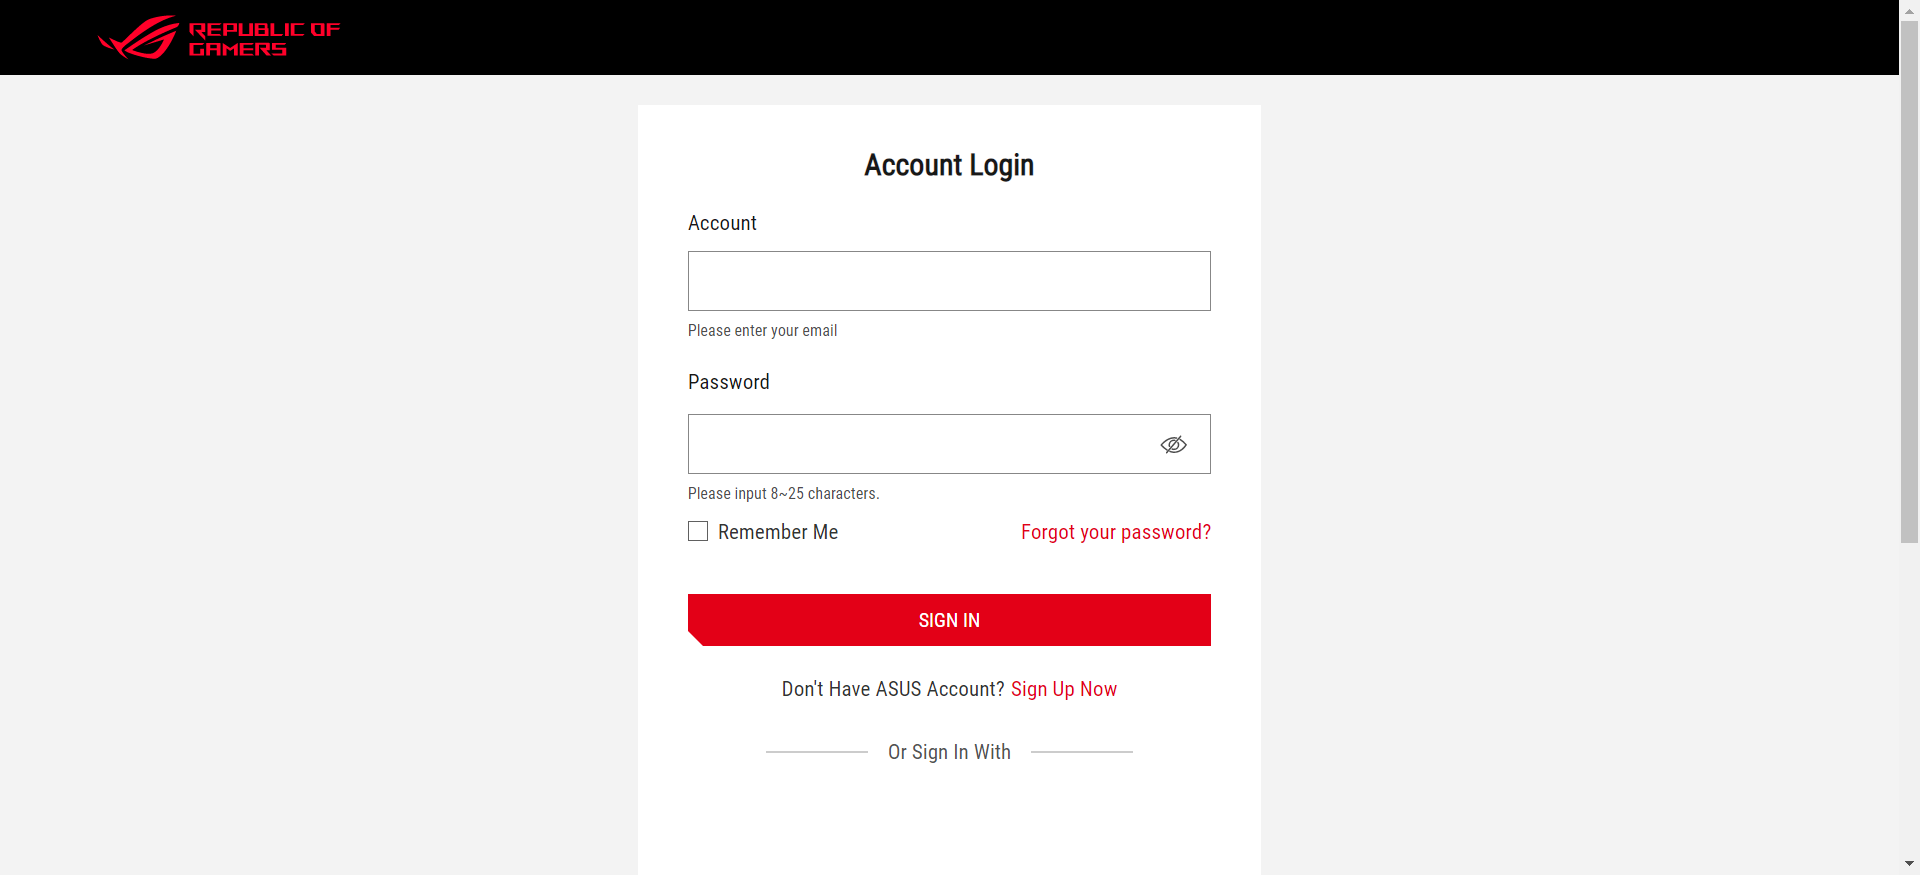 REPUBLIC OF
GAMERS
Account Login
Account
Please enter your email
Password
Please input 8~25 characters.
Remember Me
Forgot your password?
SIGN IN
Don't Have ASUS Account? Sign Up Now
Or Sign In With